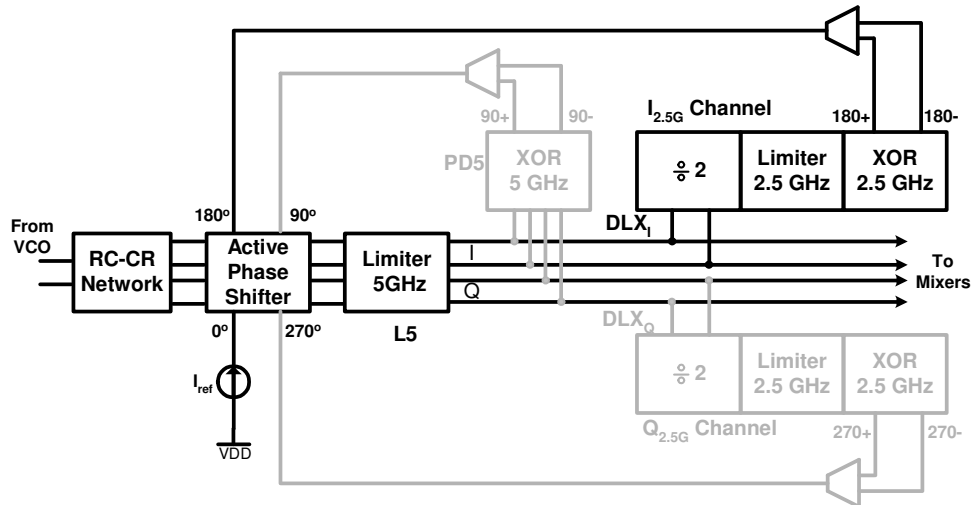 90+
90-
I2.5G Channel
180+
180-
PD5
XOR
5 GHz
÷ 2
Limiter
2.5 GHz
XOR
2.5 GHz
From
VCO
180º
90º
DLXI
RC-CR
Network
Active
Phase
Shifter
Limiter
5GHz
I
Q
To
Mixers
0º
270º
L5
DLXQ
Iref
÷ 2
Limiter
2.5 GHz
XOR
2.5 GHz
Q2.5G Channel
270+
270-
VDD